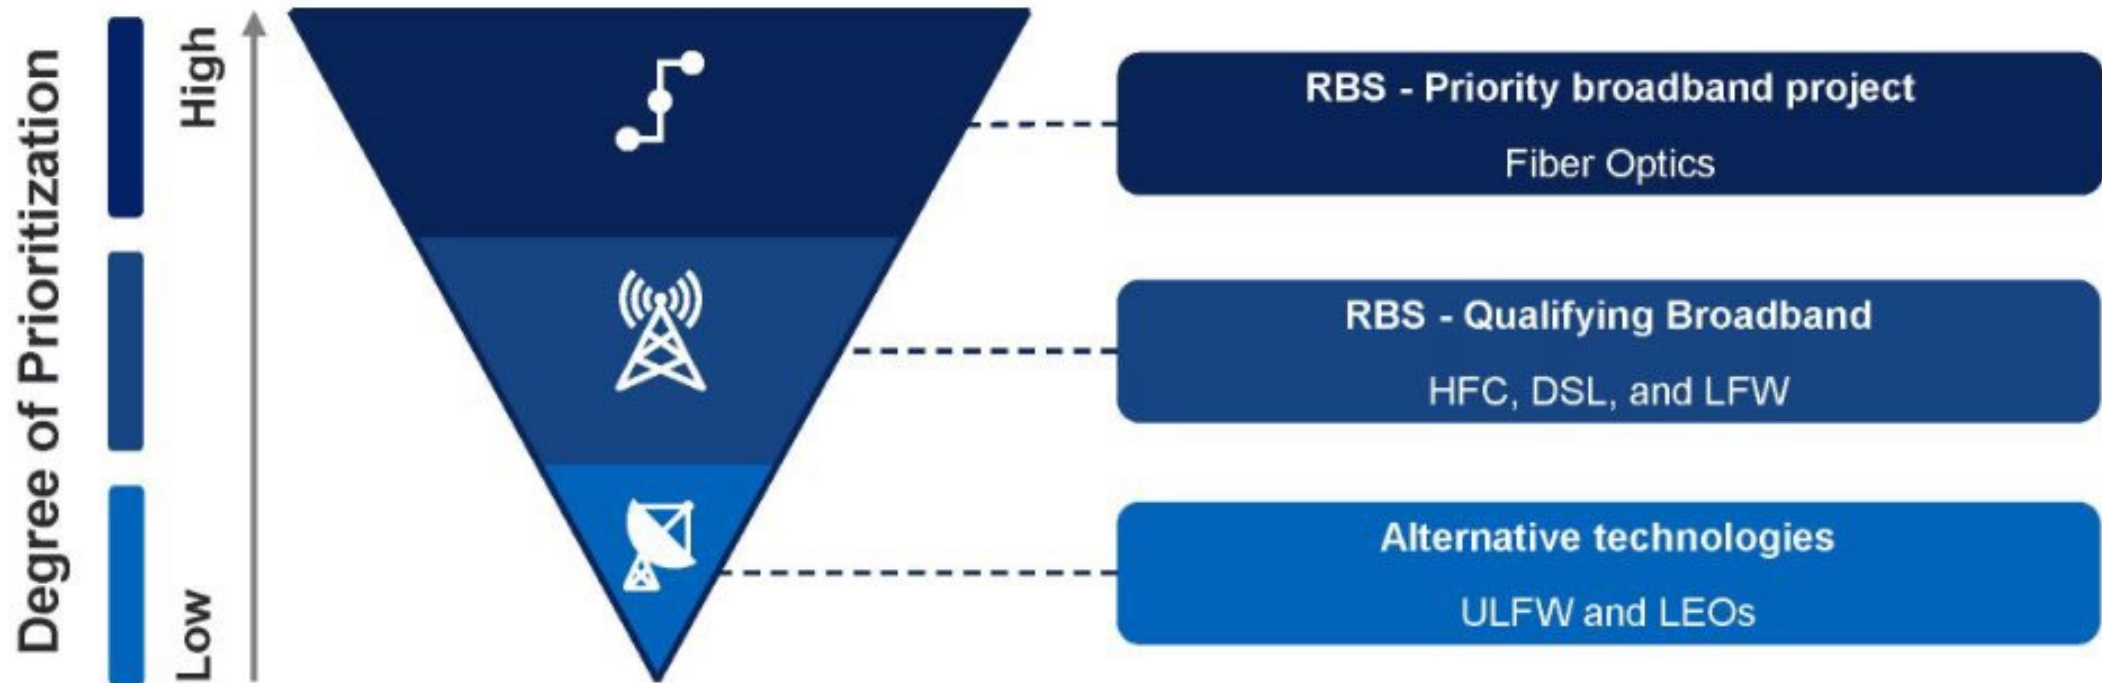 Degree of Prioritization
High
Low
RBS - Priority broadband project
Fiber Optics
RBS - Qualifying Broadband
HFC, DSL, and LFW
Alternative technologies
ULFW and LEOs